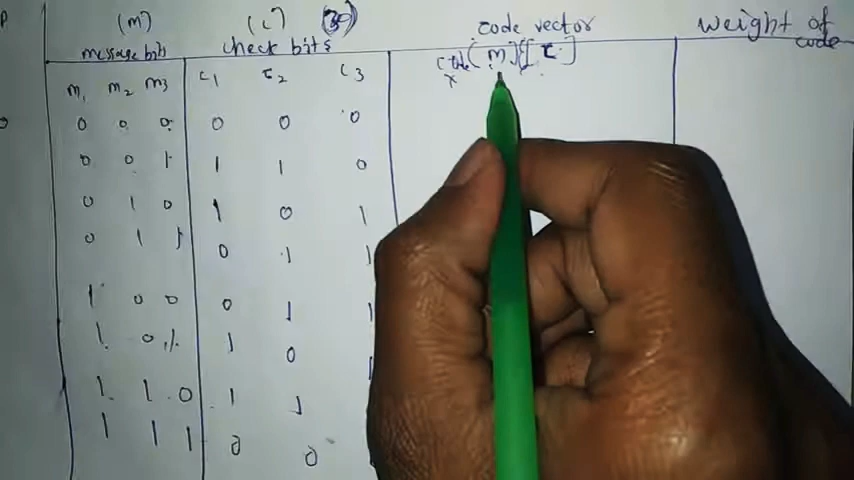 (m) (c) code vector weight of code
message bits check bits
code (m) [c]
x
m1 m2 m3 c1 c2 c3
0 0 0 0 0 0
0 0 1 1 1 0
0 1 0 1 0 1
0 1 1 0 1 1
1 0 0 0 1 1
1 0 1 1 0 1
1 1 0 1 1
1 1 1 0 0